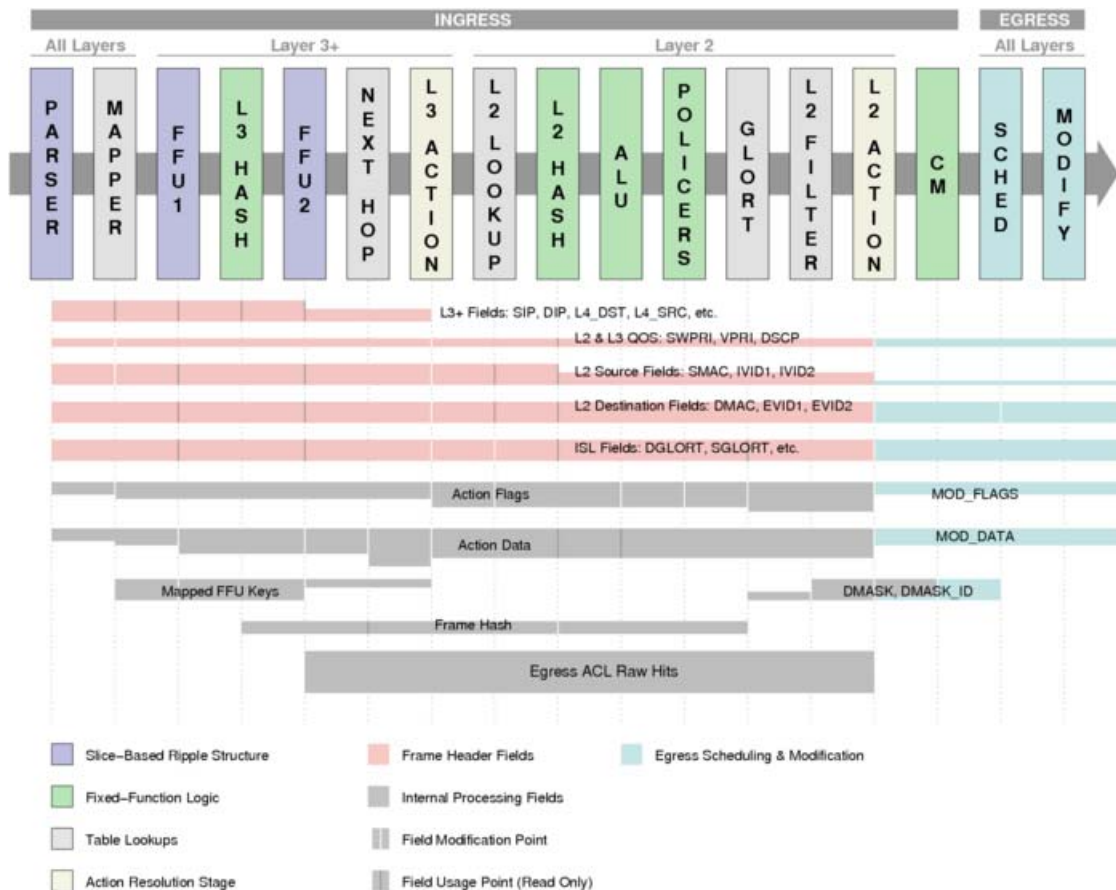 INGRESS
EGRESS
All Layers
Layer 3+
Layer 2
All Layers
PARSER
MAPPER
FFU1
L3 HASH
FFU2
NEXT HOP
L3 ACTION
L2 LOOKUP
L2 HASH
ALU
POLICERS
GLORT
L2 FILTER
L2 ACTION
CM
SCHED
MODIFY
L3+ Fields: SIP, DIP, L4_DST, L4_SRC, etc.
L2 & L3 QOS: SWPRI, VPRI, DSCP
L2 Source Fields: SMAC, IVID1, IVID2
L2 Destination Fields: DMAC, EVID1, EVID2
ISL Fields: DGLORT, SGLORT, etc.
Action Flags
MOD_FLAGS
Action Data
MOD_DATA
Mapped FFU Keys
DMASK, DMASK_ID
Frame Hash
Egress ACL Raw Hits
Slice-Based Ripple Structure
Frame Header Fields
Egress Scheduling & Modification
Fixed-Function Logic
Internal Processing Fields
Table Lookups
Field Modification Point
Action Resolution Stage
Field Usage Point (Read Only)